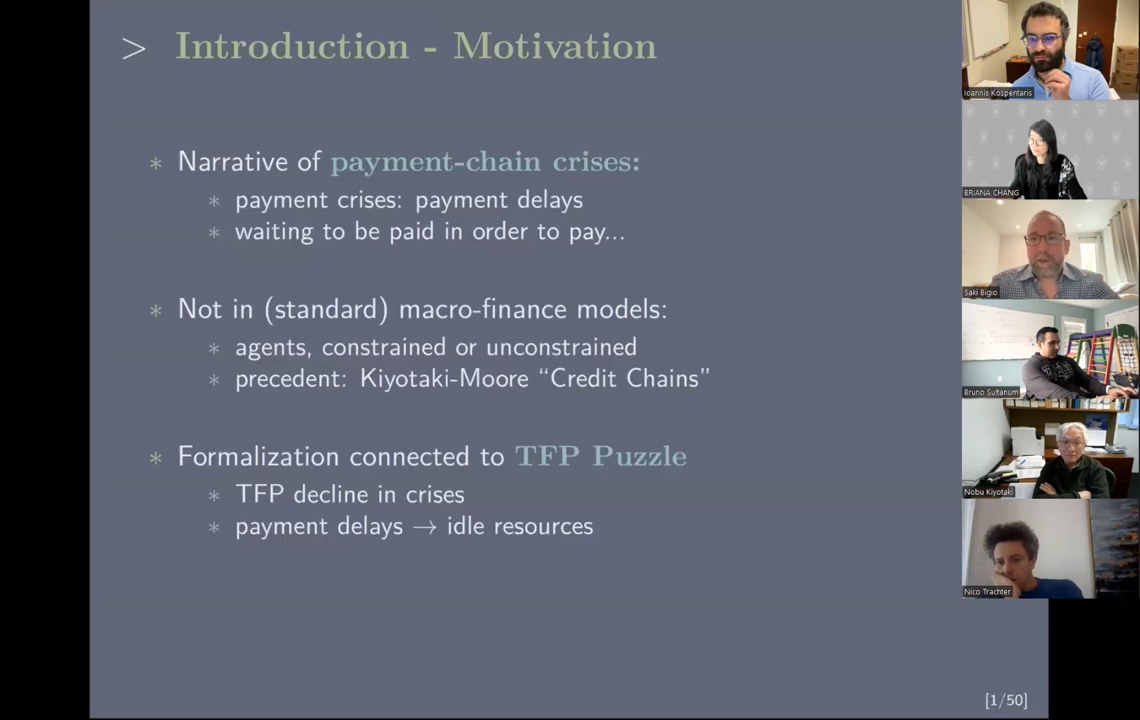 > Introduction - Motivation
* Narrative of payment-chain crises:
* payment crises: payment delays
* waiting to be paid in order to pay...
* Not in (standard) macro-finance models:
* agents, constrained or unconstrained
* precedent: Kiyotaki-Moore “Credit Chains”
* Formalization connected to TFP Puzzle
* TFP decline in crises
* payment delays → idle resources
[1/50]
Ioannis Kospentaris
BRIANA CHANG
Saki Bigio
Bruno Sultanum
Nobu Kiyotaki
Nico Trachter